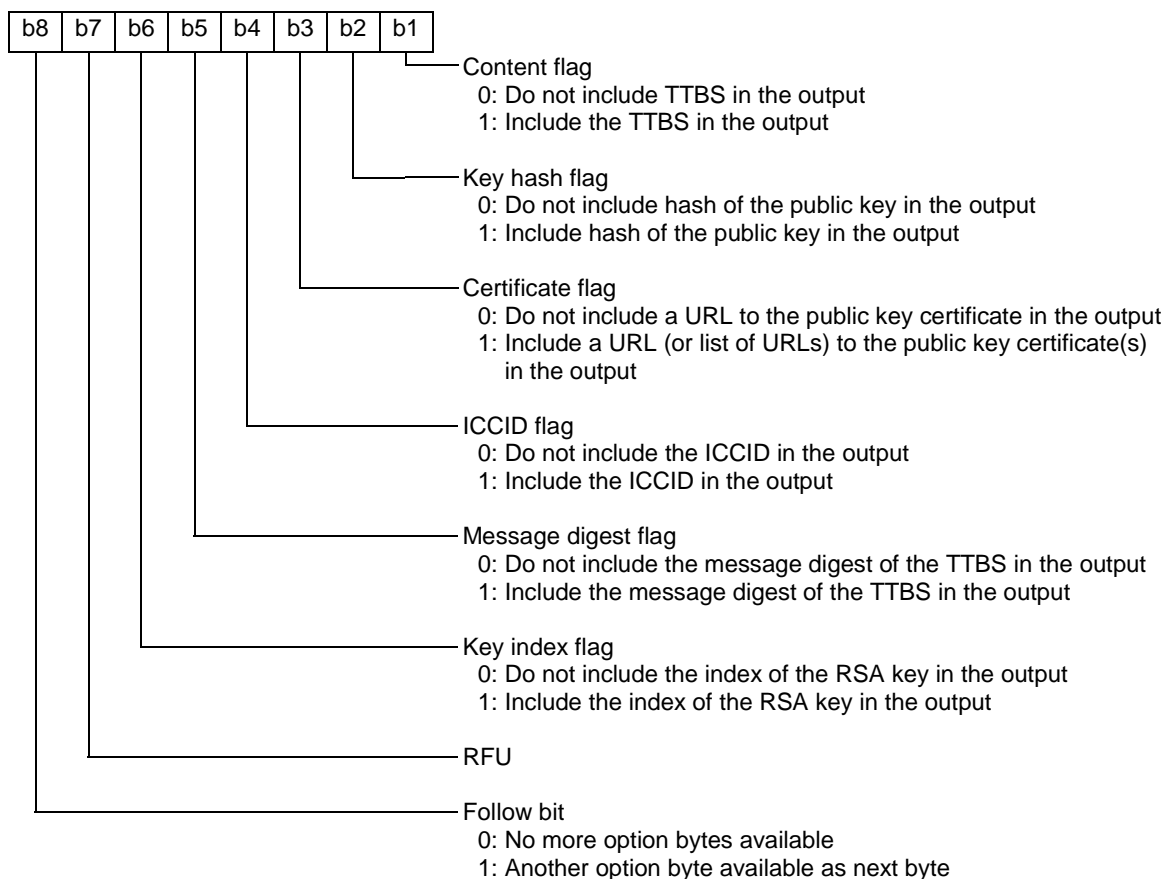 b8 b7 b6 b5 b4 b3 b2 b1
Content flag
0: Do not include TTBS in the output
1: Include the TTBS in the output
Key hash flag
0: Do not include hash of the public key in the output
1: Include hash of the public key in the output
Certificate flag
0: Do not include a URL to the public key certificate in the output
1: Include a URL (or list of URLs) to the public key certificate(s)
in the output
ICCID flag
0: Do not include the ICCID in the output
1: Include the ICCID in the output
Message digest flag
0: Do not include the message digest of the TTBS in the output
1: Include the message digest of the TTBS in the output
Key index flag
0: Do not include the index of the RSA key in the output
1: Include the index of the RSA key in the output
RFU
Follow bit
0: No more option bytes available
1: Another option byte available as next byte